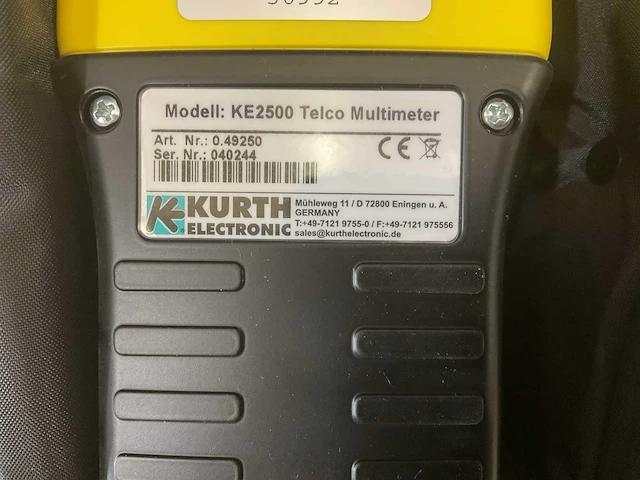 Modell: KE2500 Telco Multimeter
Art. Nr.: 0.49250
Ser. Nr.: 040244
CE
KURTH
ELECTRONIC
Mühleweg 11 / D 72800 Eningen u. A.
GERMANY
T:+49-7121 9755-0 / F:+49-7121 975556
sales@kurthelectronic.de